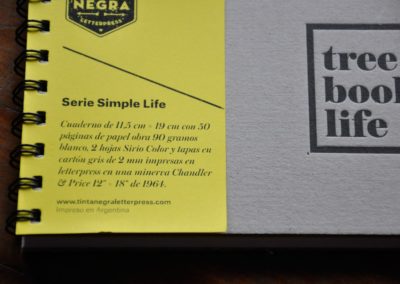 NEGRA
LETTERPRESS
Serie Simple Life
Cuaderno de 11,5 cm × 19 cm con 50
páginas de papel obra 90 gramos
blanco, 2 hojas Sirio Color y tapas en
cartón gris de 2 mm impresas en
letterpress en una minerva Chandler
& Price 12" × 18" de 1964.
www.tintanegraletterpress.com
Impreso en Argentina
tree
book
life